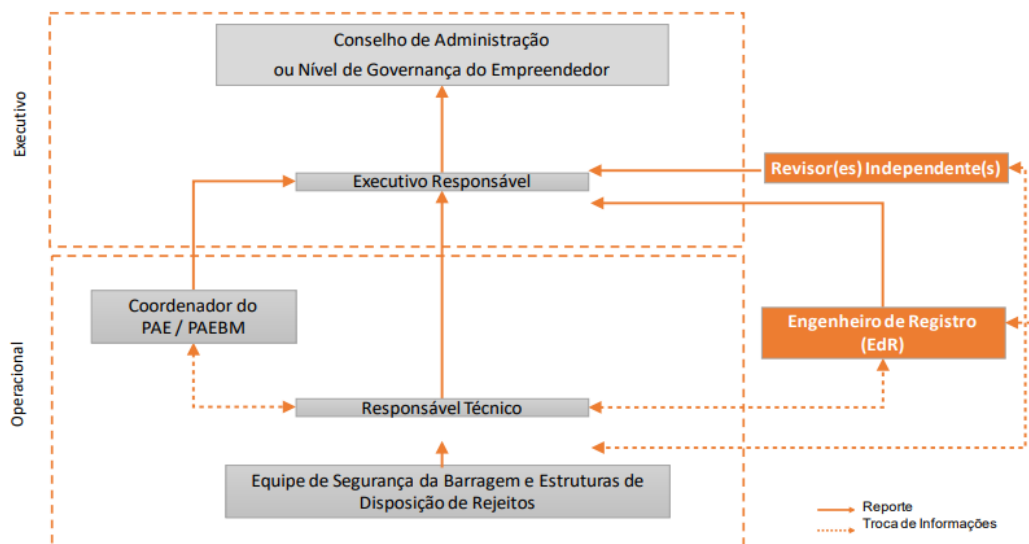 Conselho de Administração
ou Nível de Governança do Empreendedor
Executivo
Executivo Responsável
Revisor(es) Independente(s)
Coordenador do
PAE / PAEBM
Engenheiro de Registro
(EdR)
Operacional
Responsável Técnico
Equipe de Segurança da Barragem e Estruturas de
Disposição de Rejeitos
Reporte
Troca de Informações